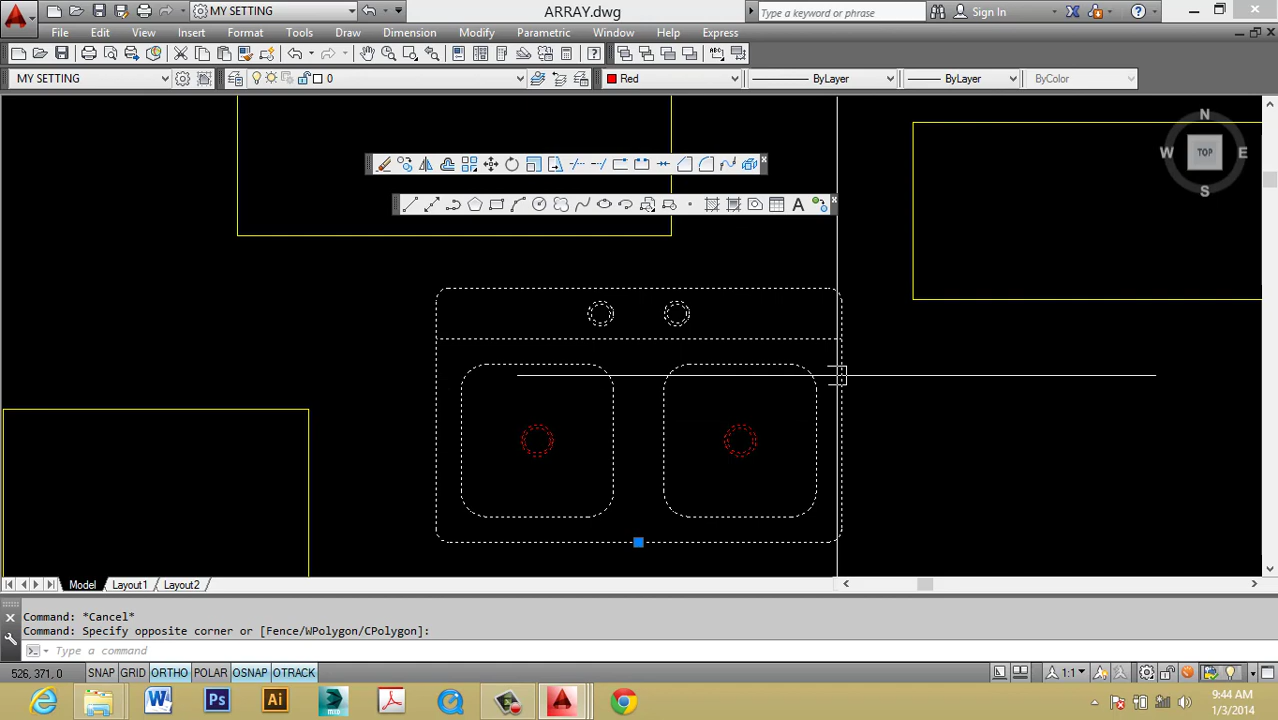 MY SETTING
ARRAY.dwg
Type a keyword or phrase
Sign In
File Edit View Insert Format Tools Draw Dimension Modify Parametric Window Help Express
MY SETTING
0
Red
ByLayer
ByLayer
ByColor
N
W TOP E
S
A
Model Layout1 Layout2
Command: *Cancel*
Command: Specify opposite corner or [Fence/WPolygon/CPolygon]:
Type a command
526, 371, 0
SNAP GRID ORTHO POLAR OSNAP OTRACK
1:1
W Ps Ai
9:44 AM
1/3/2014